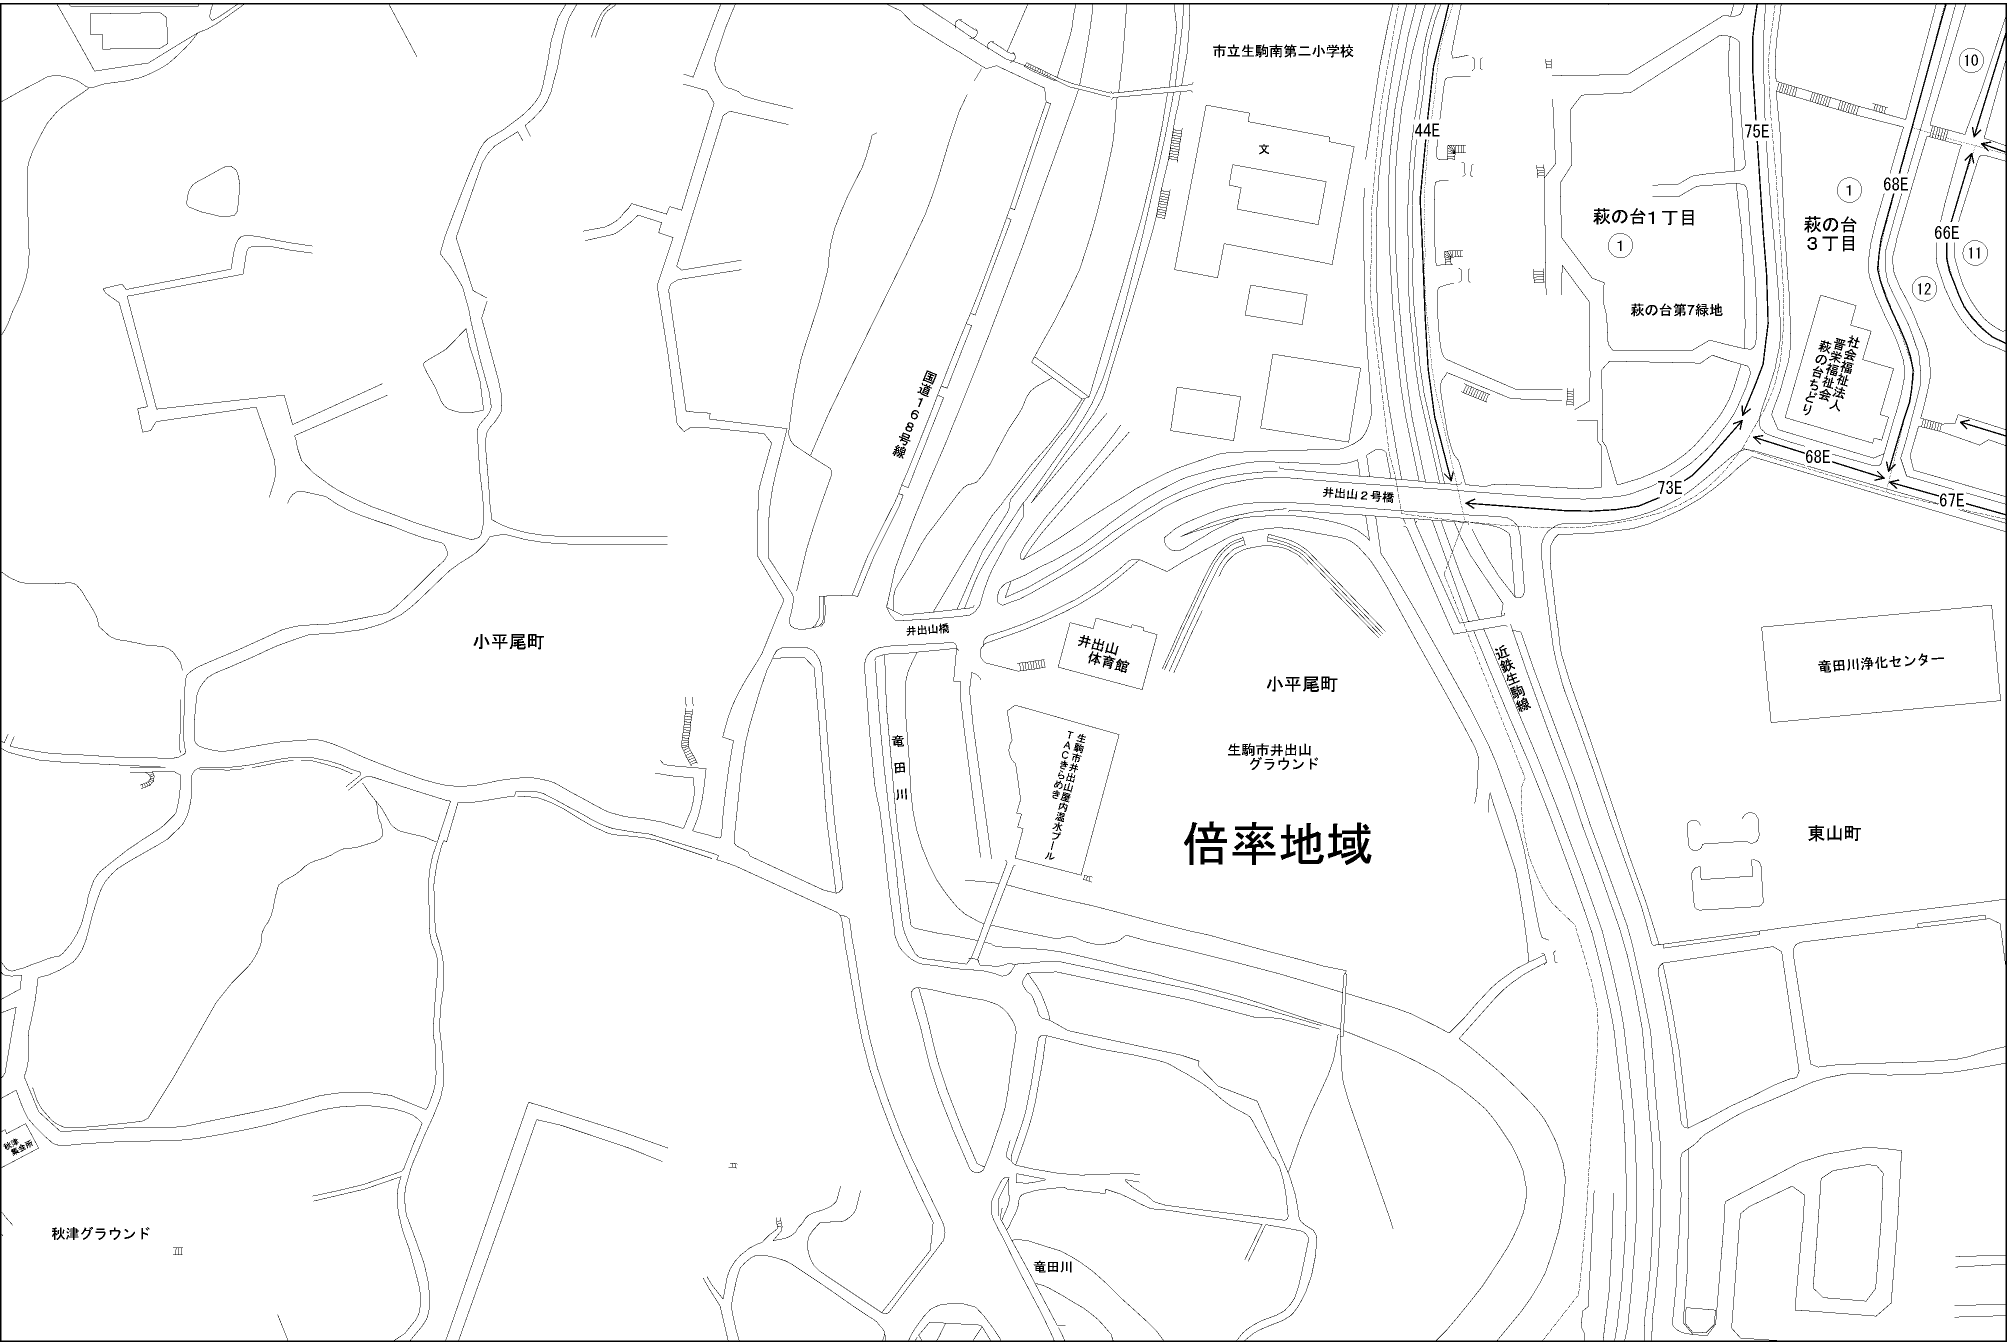 市立生駒南第二小学校
文
44E
75E
68E
66E
10
11
12
1
萩の台
3丁目
萩の台1丁目
1
萩の台第7緑地
社会福祉法人
晋栄福祉会
萩の台ちどり
国道168号線
68E
67E
73E
井出山2号橋
井出山橋
井出山
体育館
小平尾町
小平尾町
近鉄生駒線
竜田川浄化センター
生駒市井出山
グラウンド
生駒市井出山屋内温水プール
TACきらめき
竜田川
倍率地域
東山町
秋津
集会所
秋津グラウンド
竜田川